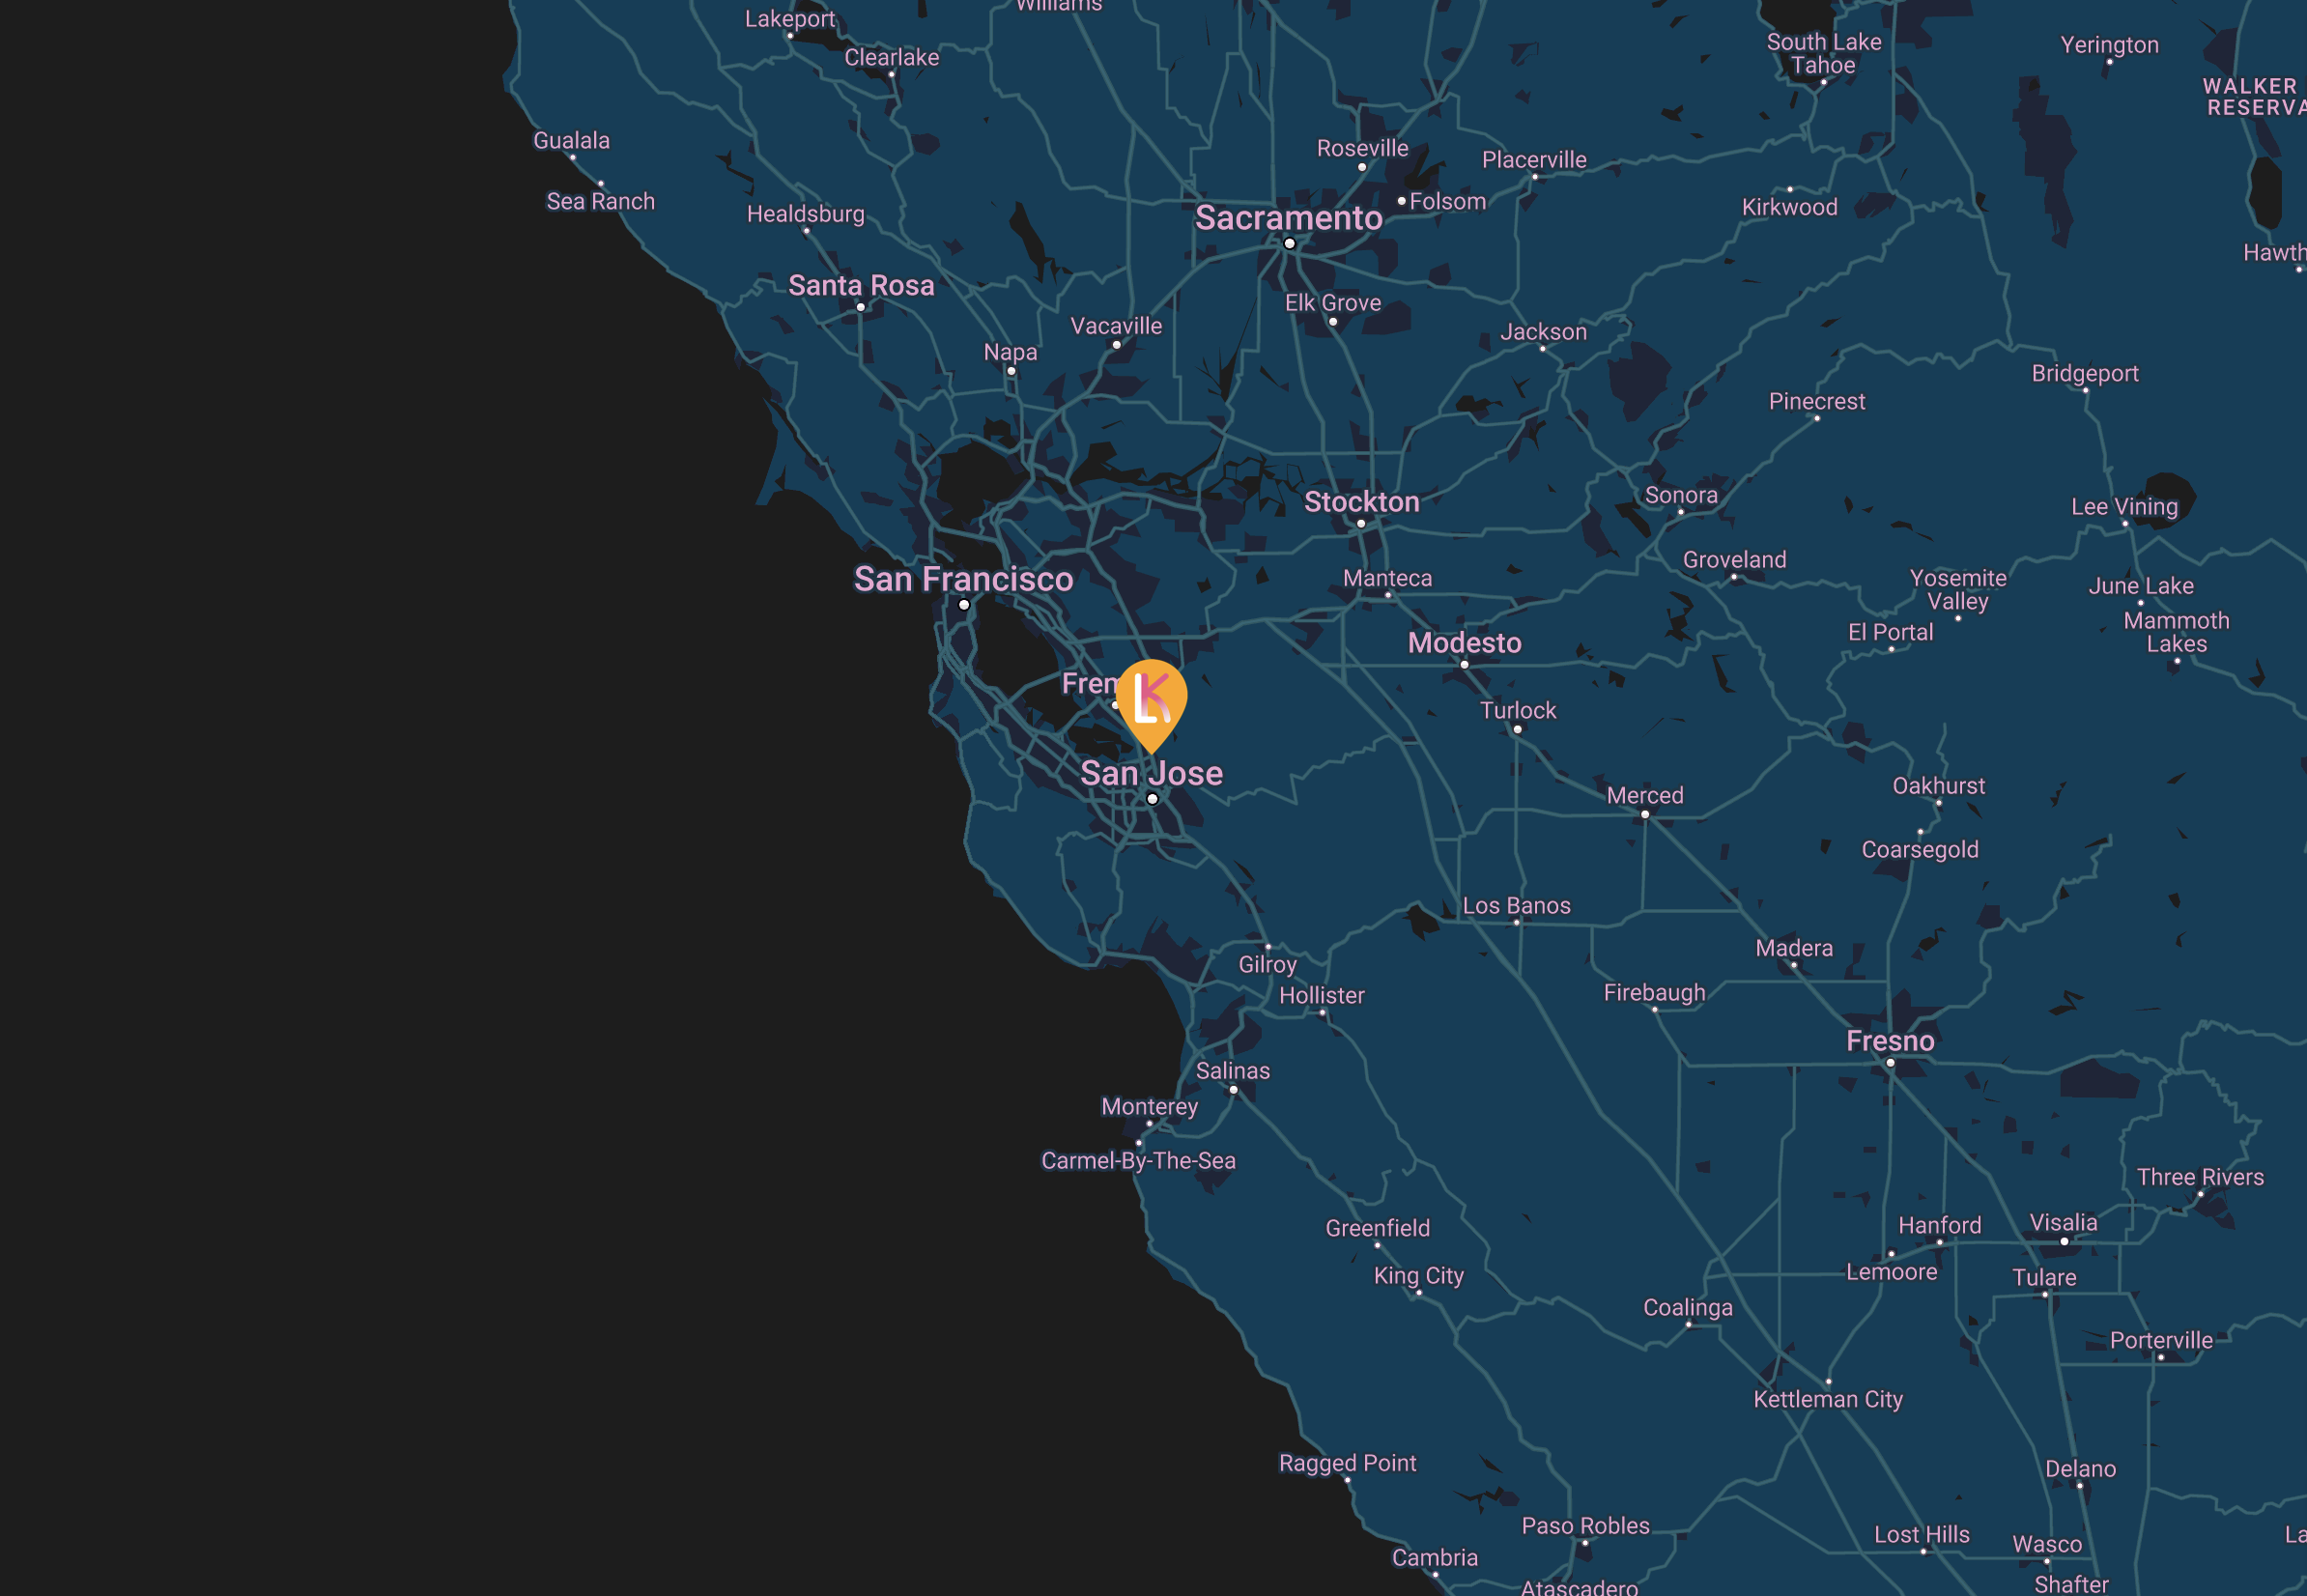 Lakeport
Williams
Clearlake
South Lake
Tahoe
Yerington
WALKER
Gualala
Roseville
Placerville
Sea Ranch
Healdsburg
Sacramento
Folsom
Kirkwood
Santa Rosa
Elk Grove
Vacaville
Napa
Jackson
Bridgeport
Pinecrest
Stockton
Sonora
Lee Vining
San Francisco
Manteca
Groveland
Yosemite
Valley
June Lake
Mammoth
Lakes
El Portal
Modesto
LK
Turlock
San Jose
Merced
Oakhurst
Coarsegold
Los Banos
Gilroy
Madera
Hollister
Firebaugh
Fresno
Salinas
Monterey
Carmel-By-The-Sea
Three Rivers
Greenfield
Hanford
Visalia
King City
Lemoore
Tulare
Coalinga
Porterville
Kettleman City
Ragged Point
Delano
Paso Robles
Lost Hills
Wasco
Cambria
Atascadero
Shafter